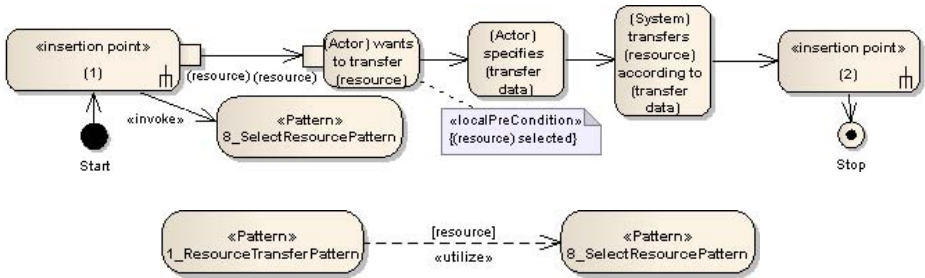 «insertion point»
(1)
(resource)
(resource)
(Actor) wants
to transfer
(resource)
(Actor)
specifies
(transfer
data)
(System)
transfers
(resource)
according to
(transfer
data)
«insertion point»
(2)
«invoke»
«Pattern»
8_SelectResourcePattern
«localPreCondition»
{(resource) selected}
Start
Stop
«Pattern»
1_ResourceTransferPattern
[resource]
«utilize»
«Pattern»
8_SelectResourcePattern